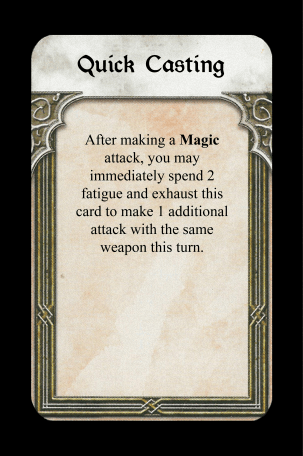 Quick Casting
After making a Magic
attack, you may
immediately spend 2
fatigue and exhaust this
card to make 1 additional
attack with the same
weapon this turn.